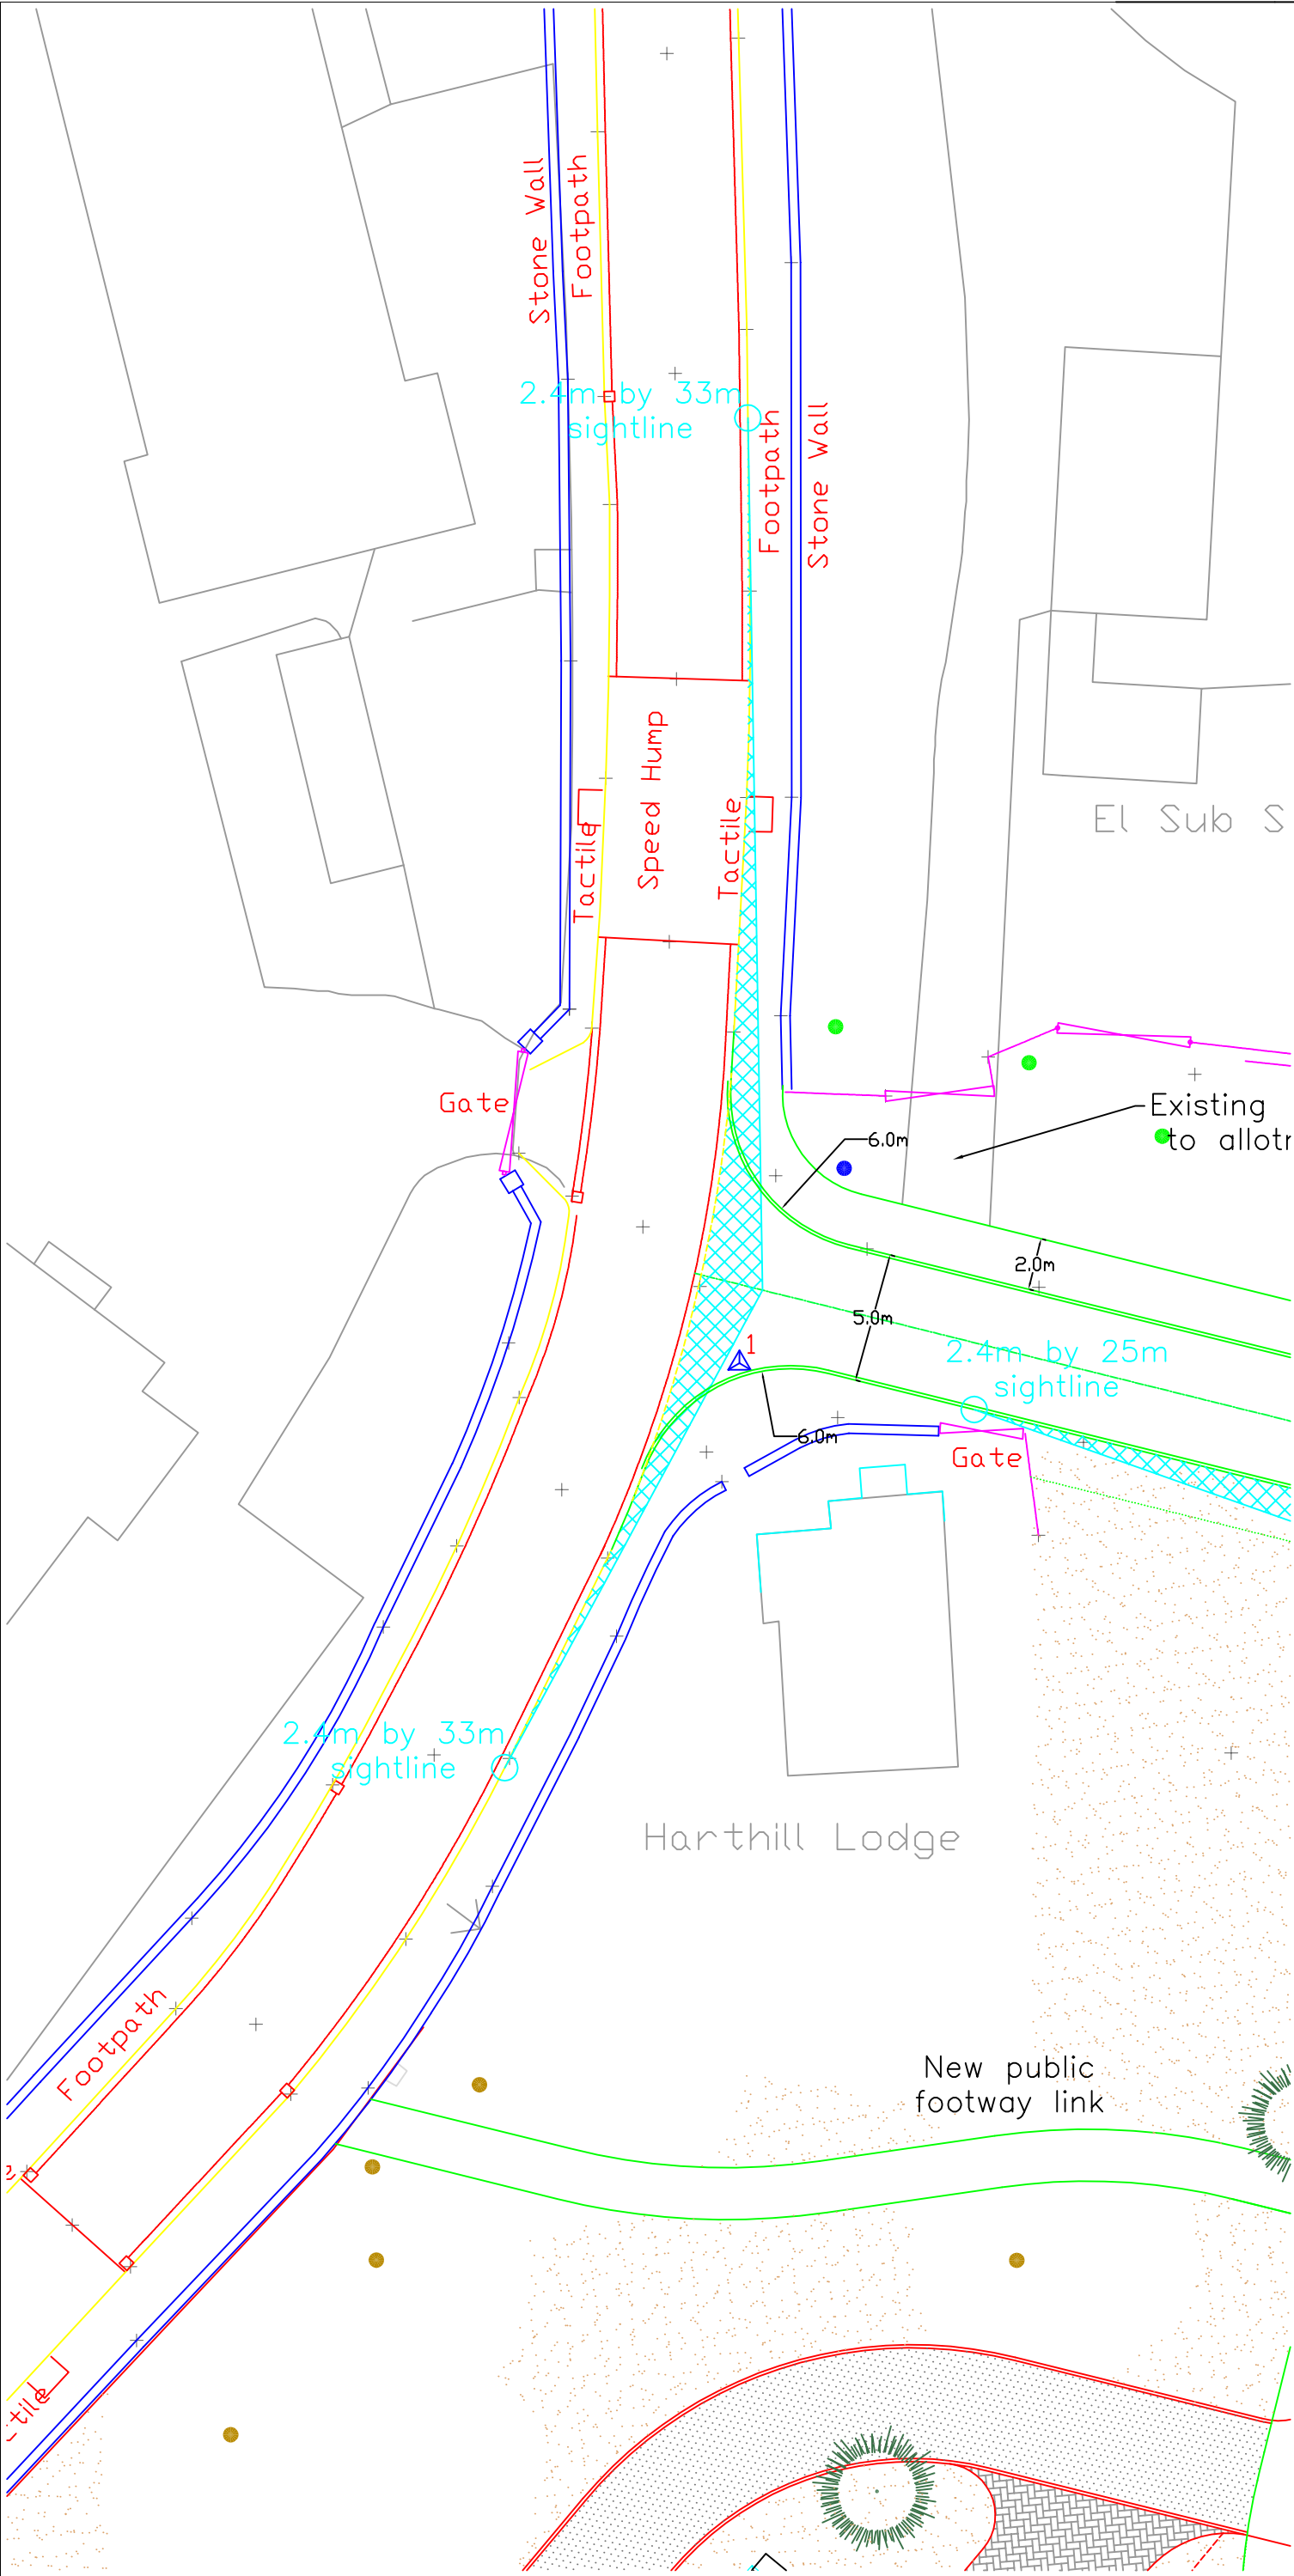 Stone Wall
Footpath
2.4m by 33m
sightline
Footpath
Stone Wall
Speed Hump
Tactile
Tactile
El Sub S
Gate
Existing
to allotr
6.0m
2.0m
5.0m
1
2.4m by 25m
sightline
6.0m
Gate
2.4m by 33m
sightline
Harthill Lodge
Footpath
New public
footway link
tile